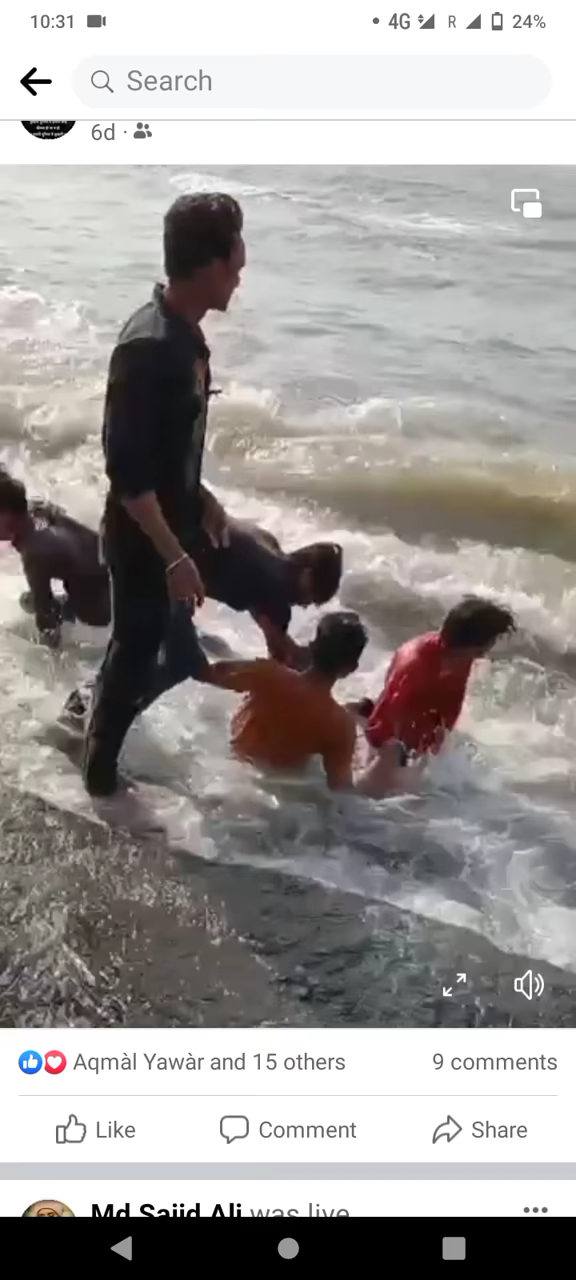 10:31 4G R 24%
Search
6d ·
Aqmàl Yawàr and 15 others 9 comments
Like Comment Share
Md Sajid Ali was live